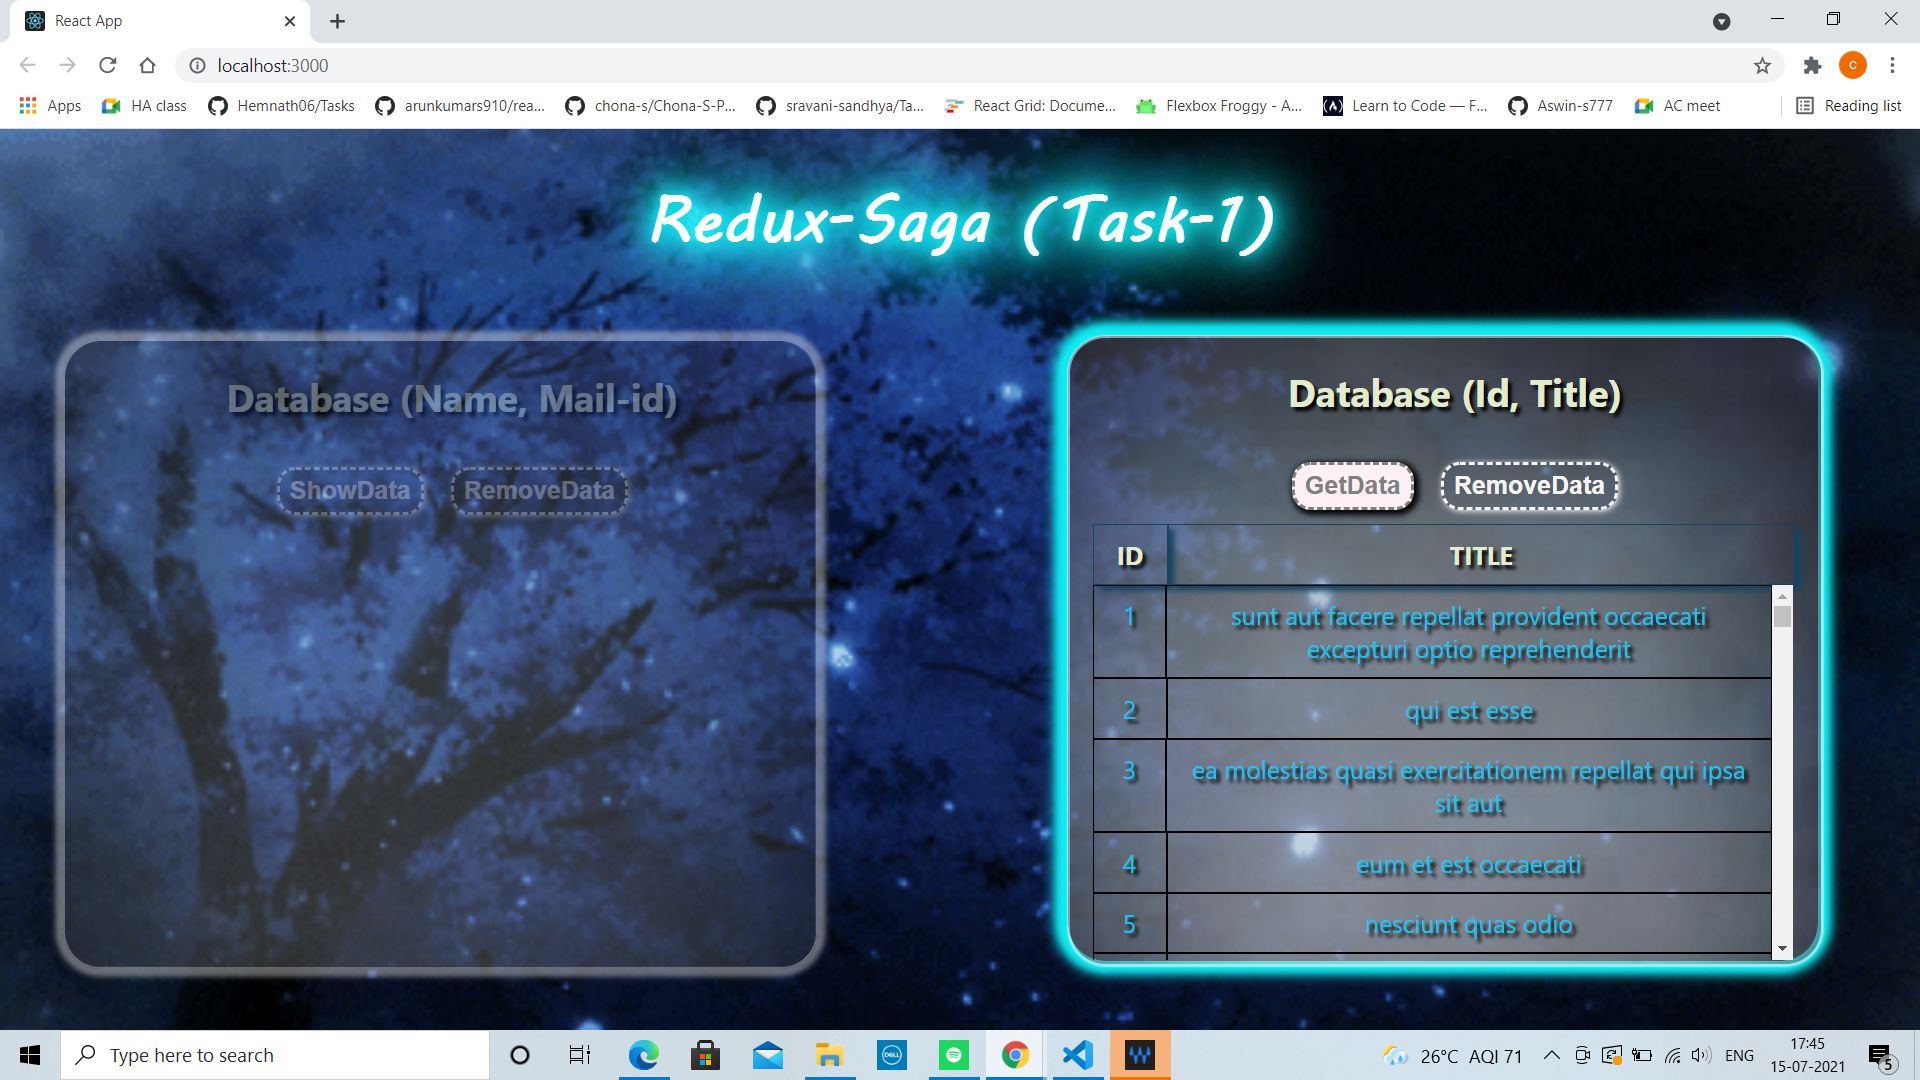 React App
localhost:3000
C
Apps
HA class
Hemnath06/Tasks
arunkumars910/rea...
chona-s/Chona-S-P...
sravani-sandhya/Ta...
React Grid: Docume...
Flexbox Froggy - A...
Learn to Code — F...
Aswin-s777
AC meet
Reading list
Redux-Saga (Task-1)
Database (Name, Mail-id)
ShowData
RemoveData
Database (Id, Title)
GetData
RemoveData
ID TITLE
1 sunt aut facere repellat provident occaecati
excepturi optio reprehenderit
2 qui est esse
3 ea molestias quasi exercitationem repellat qui ipsa
sit aut
4 eum et est occaecati
5 nesciunt quas odio
Type here to search
DELL
26°C AQI 71
ENG
17:45
15-07-2021
5